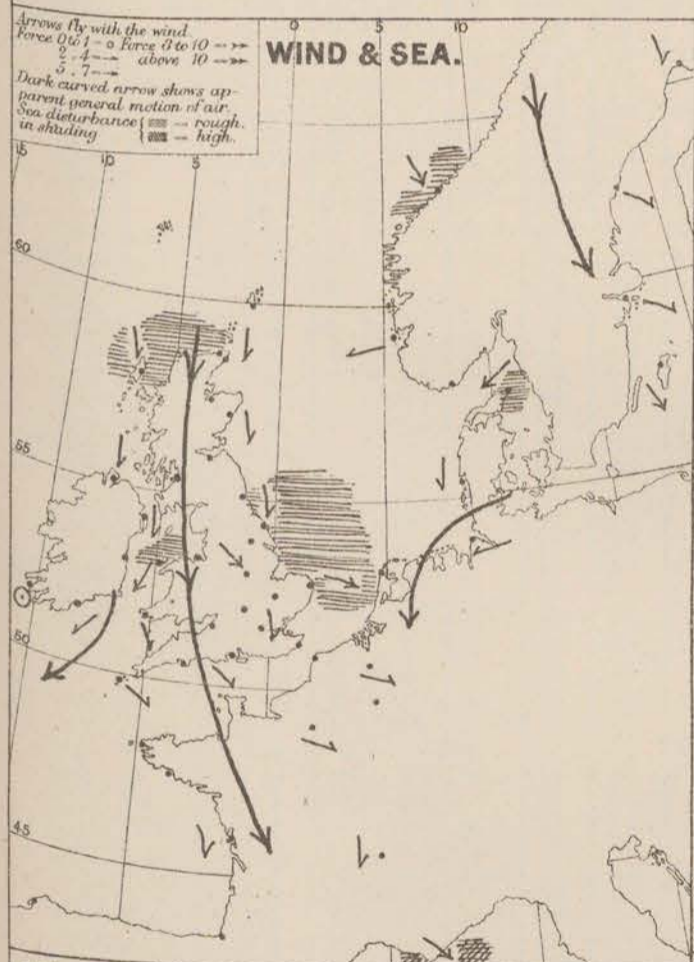 Arrows fly with the wind
Force 0 to 1 – o Force 8 to 10 –
2 . 4 – above 10 –
5 . 7 –
Dark curved arrow shows ap-
parent general motion of air.
Sea disturbance { – rough.
in shading { – high.
WIND & SEA.
0 5 10
15 10 5
60
55
50
45